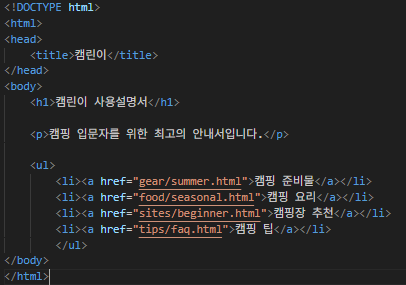 <!DOCTYPE html>
<html>
<head>
    <title>캠린이</title>
</head>
<body>
    <h1>캠린이 사용설명서</h1>

    <p>캠핑 입문자를 위한 최고의 안내서입니다.</p>

    <ul>
        <li><a href="gear/summer.html">캠핑 준비물</a></li>
        <li><a href="food/seasonal.html">캠핑 요리</a></li>
        <li><a href="sites/beginner.html">캠핑장 추천</a></li>
        <li><a href="tips/faq.html">캠핑 팁</a></li>
        </ul>
</body>
</html>